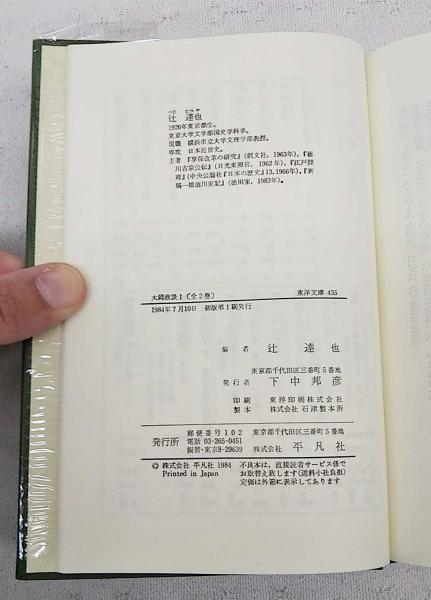 つじ たつ や
辻 達也
1926年東京都生。
東京大学文学部国史学科卒。
現職 横浜市立大学文理学部教授。
専攻 日本近世史。
主著 『享保改革の研究』(創文社, 1963年),『徳
川吉宗公伝』(日光東照宮, 1962年),『江戸開
府』(中央公論社『日本の歴史』13, 1966年),『新
稿一橋徳川家記』(徳川家, 1983年)。
大岡政談1〔全2巻〕 東洋文庫 435
1984年7月10日 初版第1刷発行
編者 辻達也
東京都千代田区三番町5番地
発行者 下中邦彦
印刷 東洋印刷株式会社
製本 株式会社石津製本所
発行所 郵便番号102 東京都千代田区三番町5番地
電話 03-265-0451 株式会社 平凡社
振替・東京8-29639
© 株式会社 平凡社 1984 不良本は,直接読者サービス係で
Printed in Japan お取替え致します(送料小社負担)
定価は外函に表示してあります